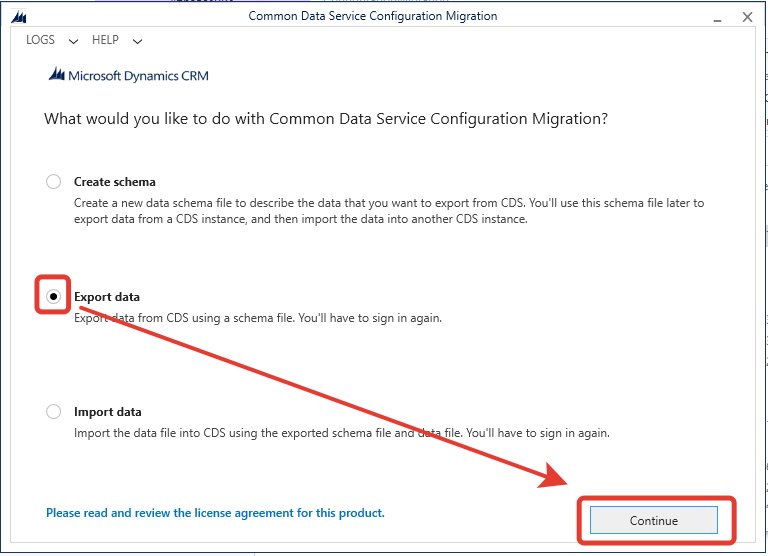 Common Data Service Configuration Migration
LOGS HELP
Microsoft Dynamics CRM
What would you like to do with Common Data Service Configuration Migration?
Create schema
Create a new data schema file to describe the data that you want to export from CDS. You'll use this schema file later to
export data from a CDS instance, and then import the data into another CDS instance.
Export data
Export data from CDS using a schema file. You'll have to sign in again.
Import data
Import the data file into CDS using the exported schema file and data file. You'll have to sign in again.
Please read and review the license agreement for this product.
Continue